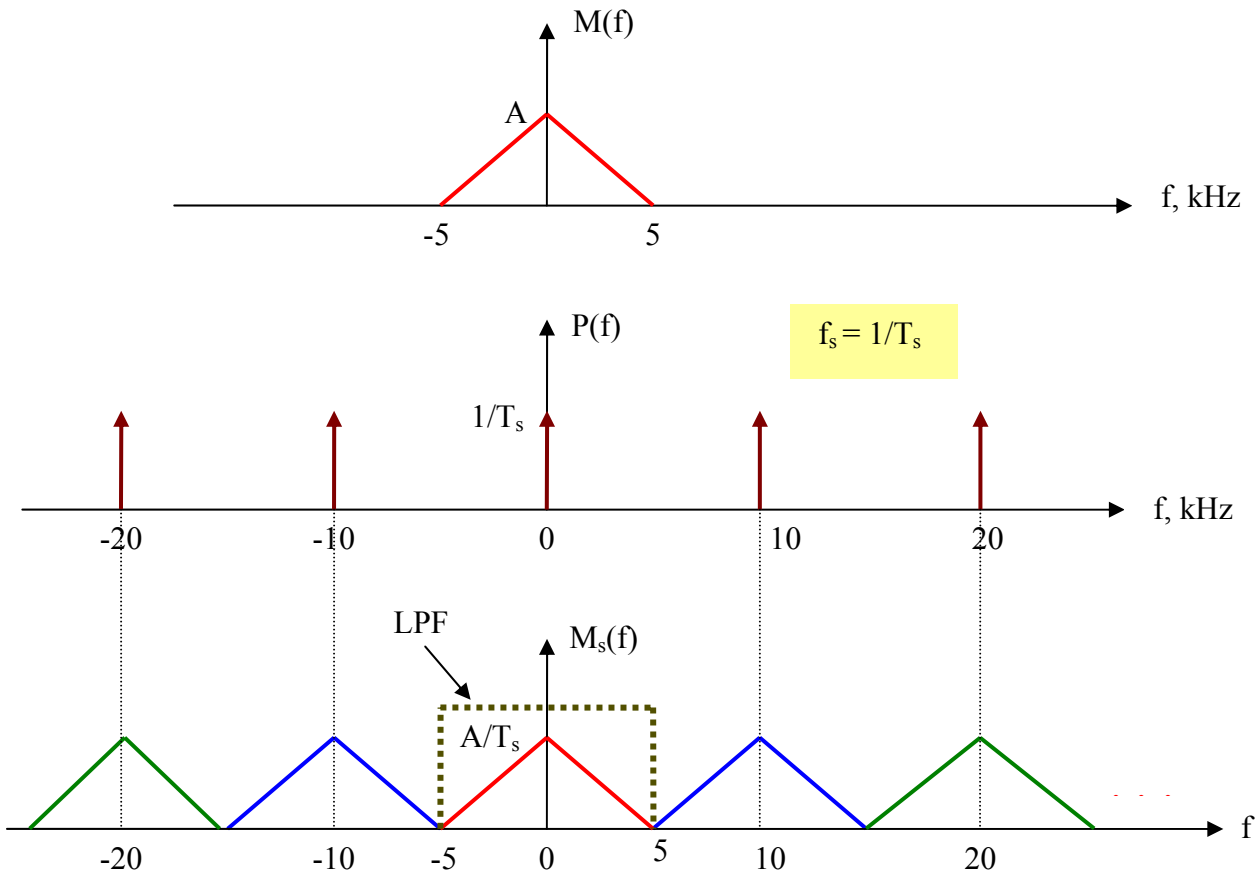 M(f)
A
f, kHz
-5 5
P(f)
fs = 1/Ts
1/Ts
f, kHz
-20 -10 0 10 20
LPF
Ms(f)
A/Ts
. . .
f
-20 -10 -5 0 5 10 20